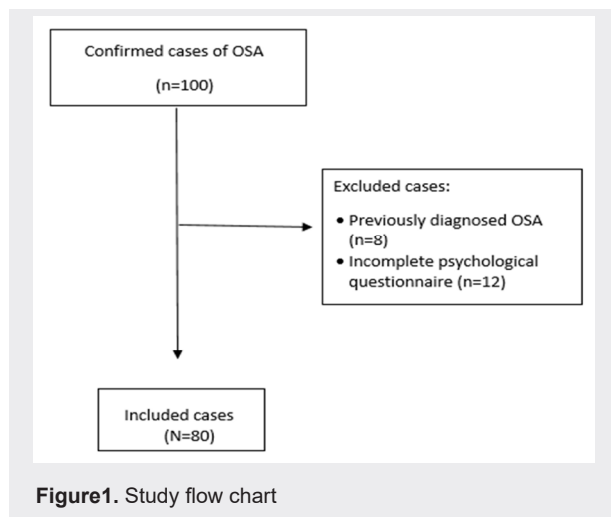 Confirmed cases of OSA
(n=100)
Excluded cases:
• Previously diagnosed OSA
(n=8)
• Incomplete psychological
questionnaire (n=12)
Included cases
(N=80)
Figure1. Study flow chart